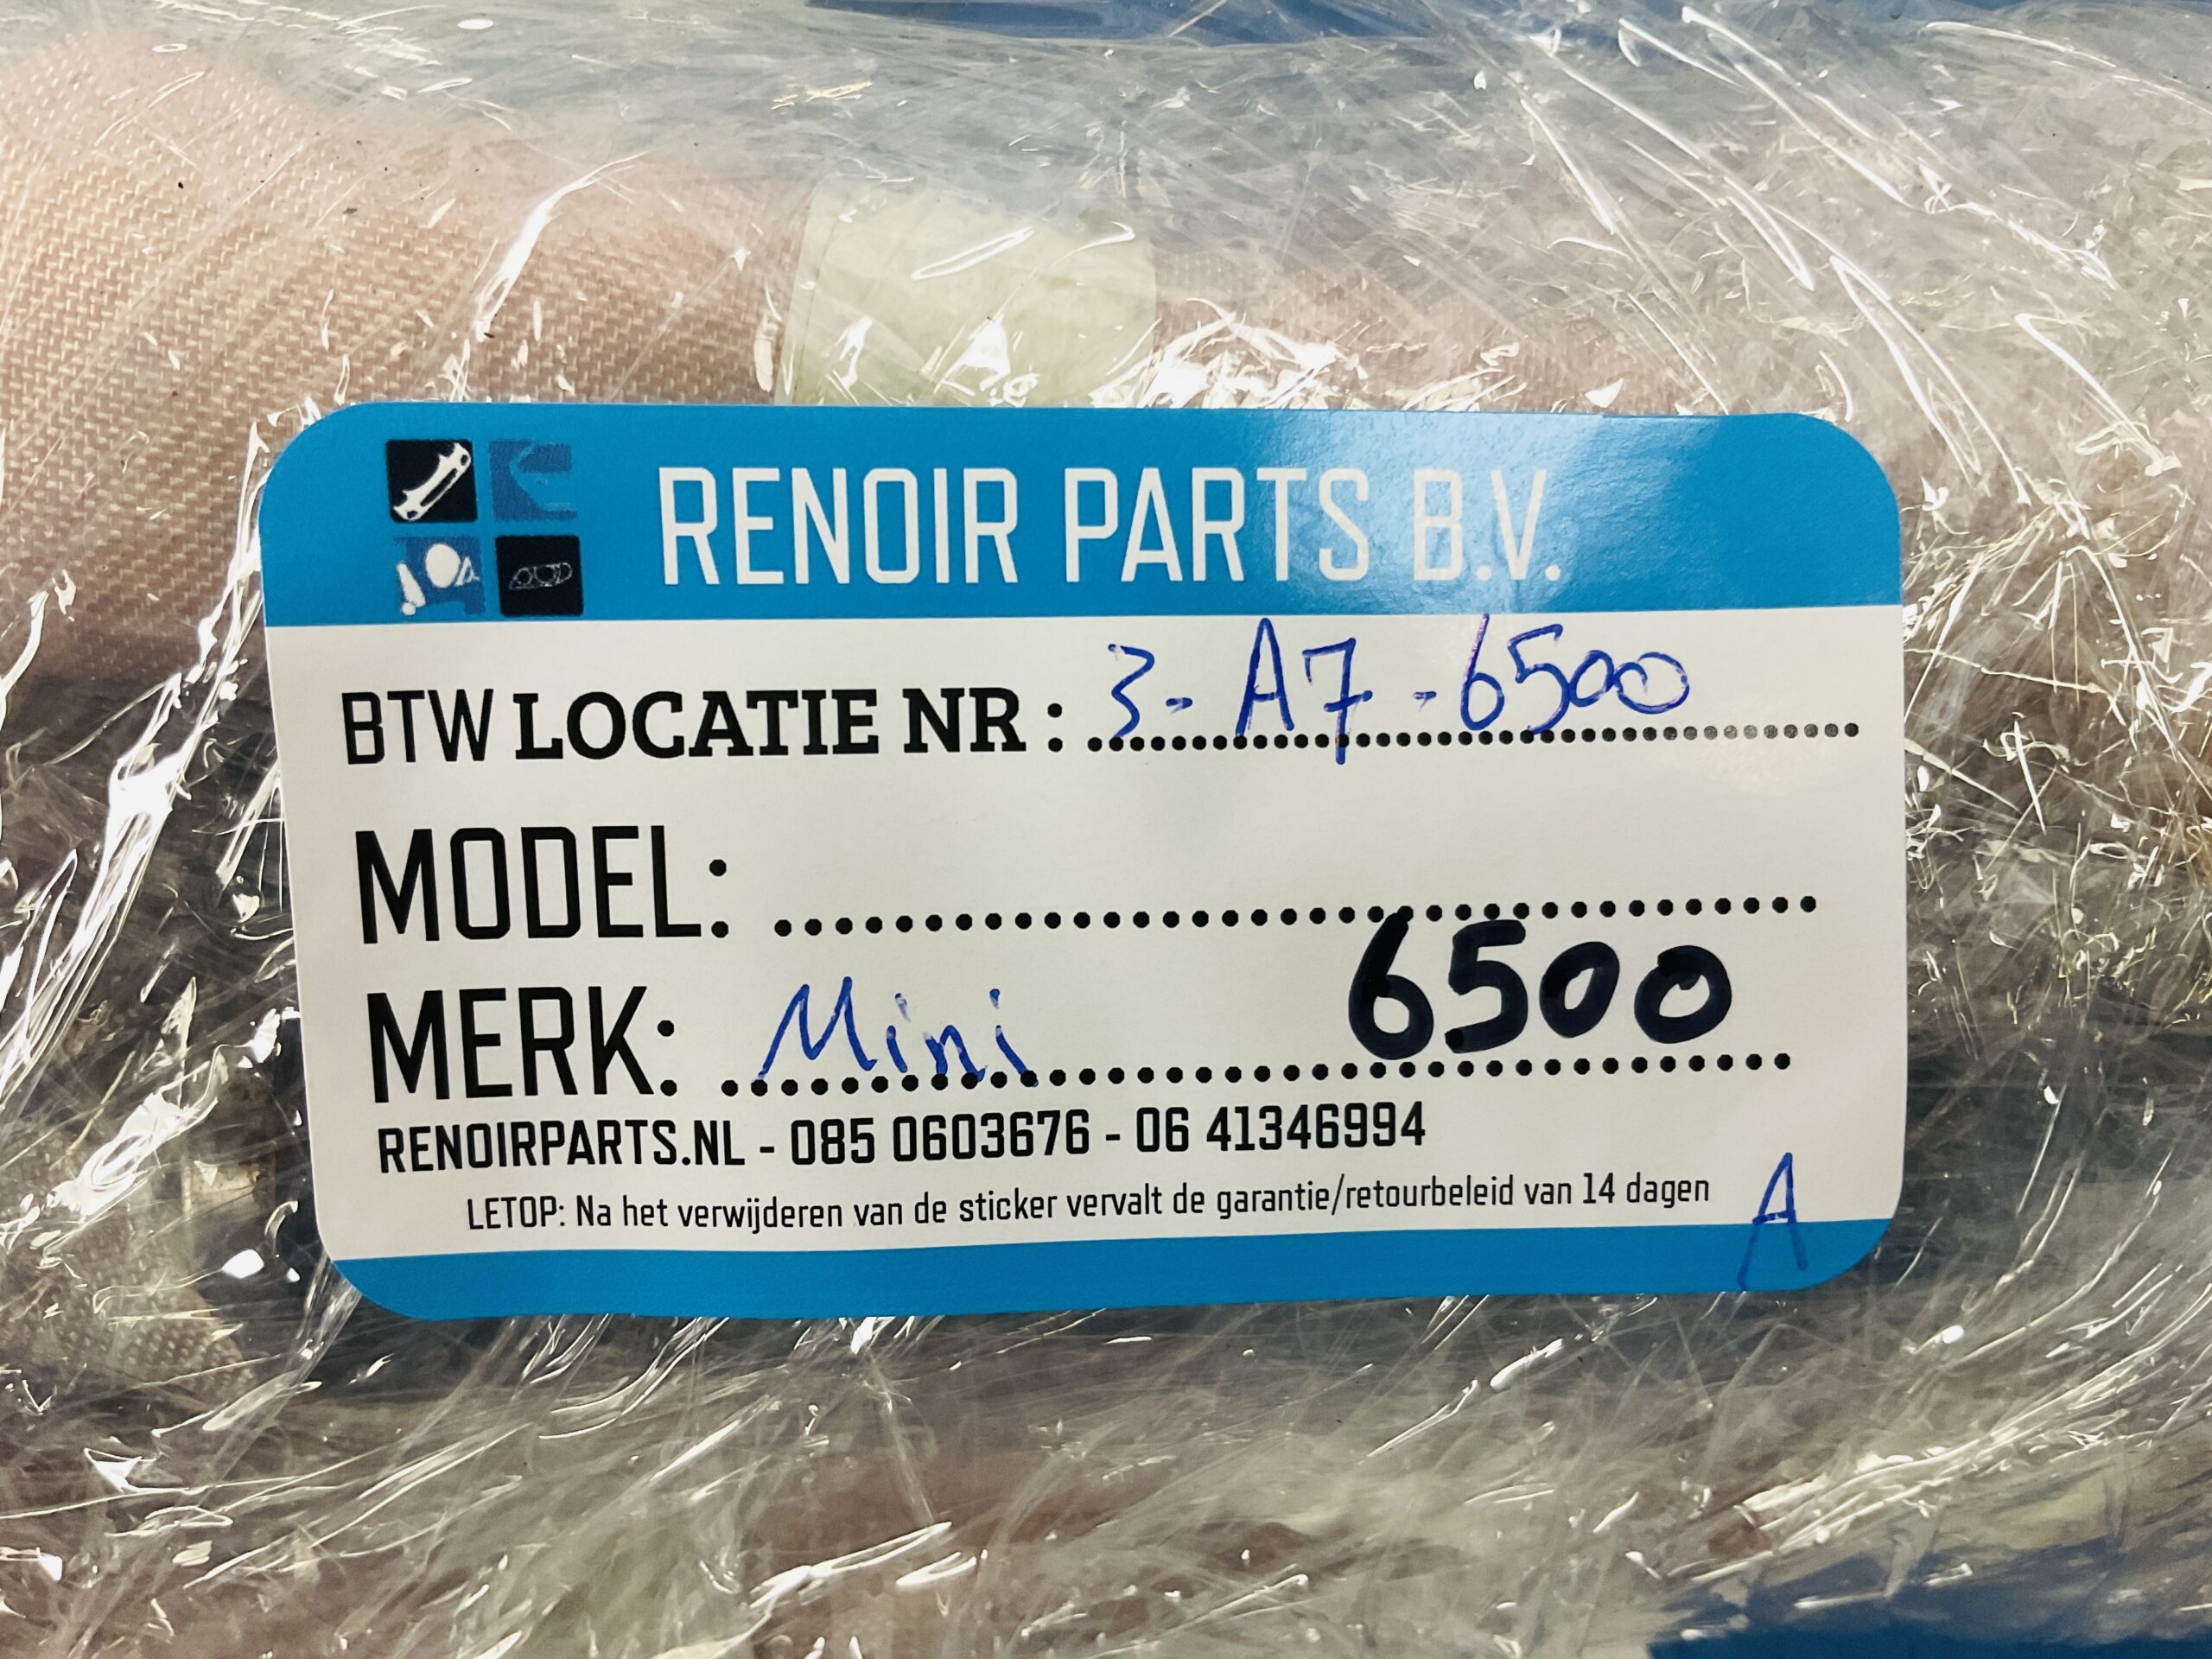 RENOIR PARTS B.V.
BTW LOCATIE NR : 3-A7-6500
MODEL:
6500
MERK: Mini
RENOIRPARTS.NL - 085 0603676 - 06 41346994
LETOP: Na het verwijderen van de sticker vervalt de garantie/retourbeleid van 14 dagen
A